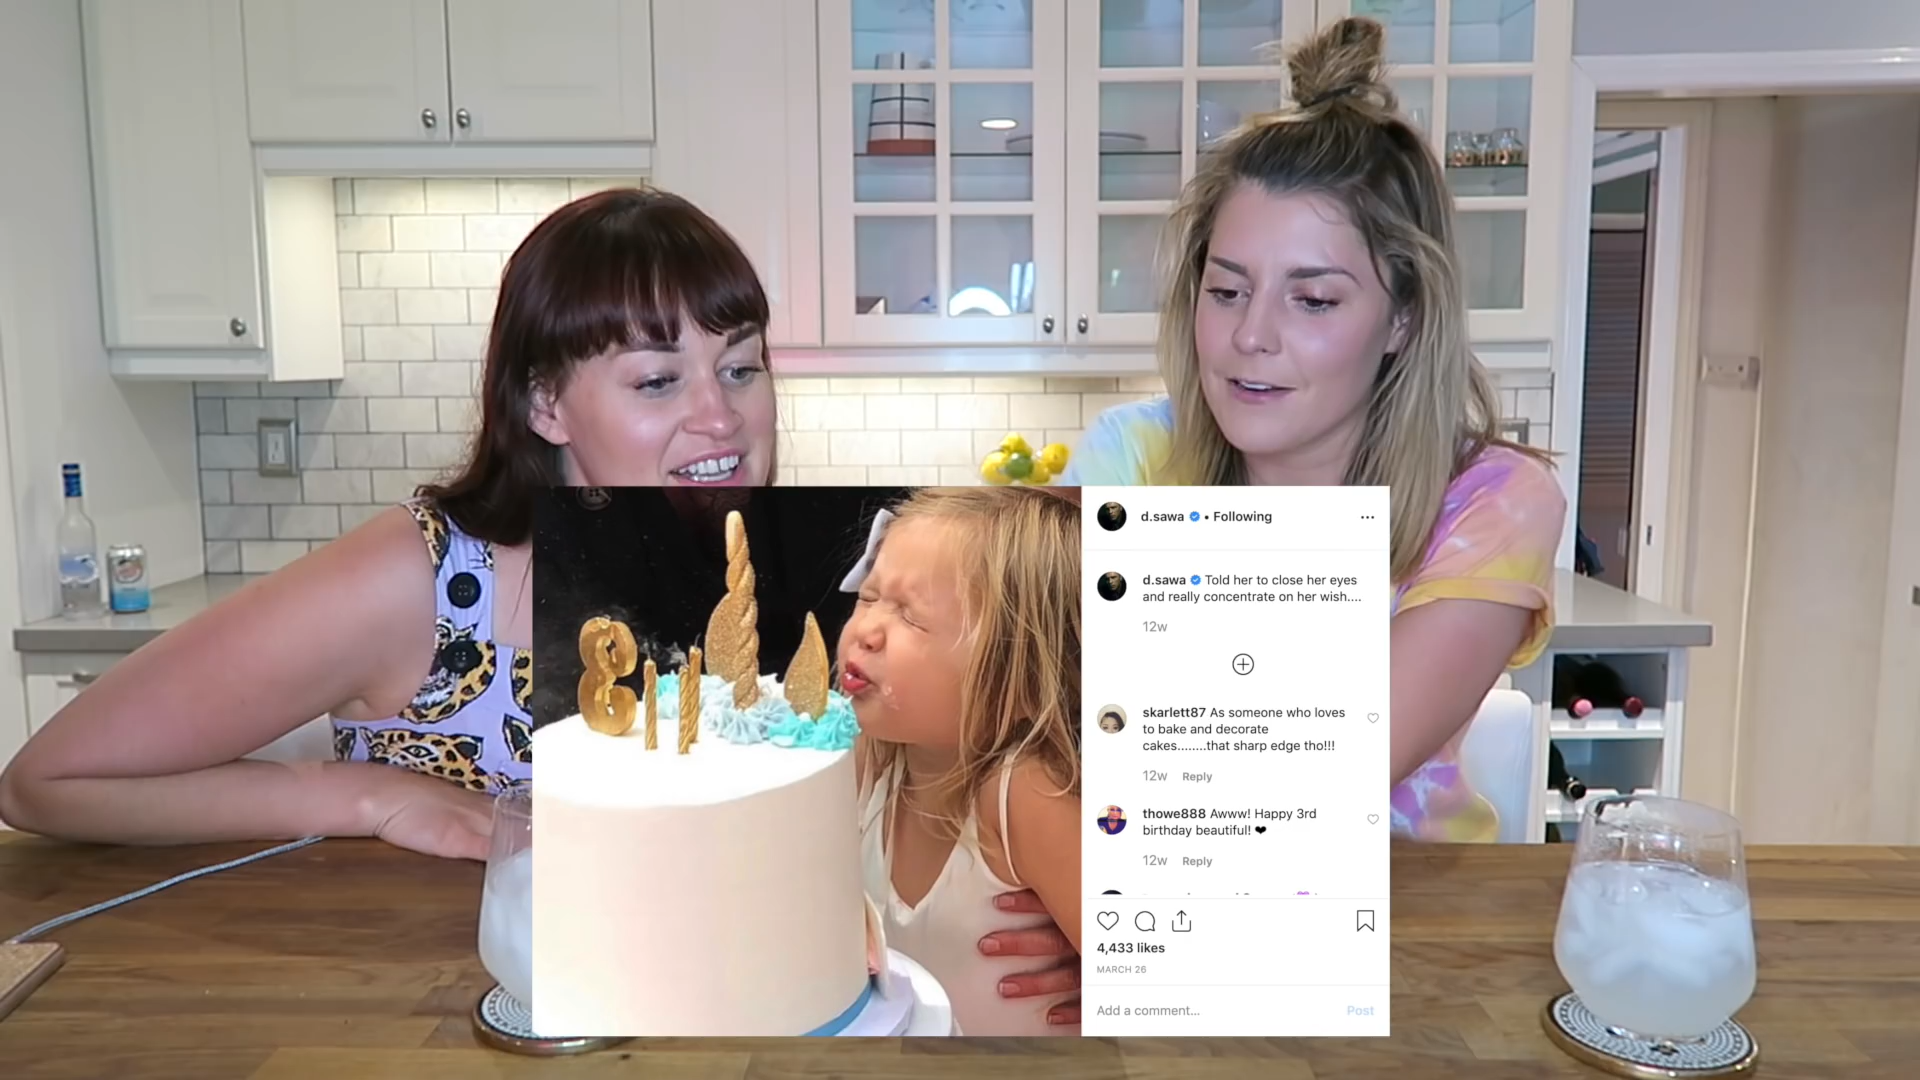 d.sawa • Following
d.sawa Told her to close her eyes
and really concentrate on her wish....
12w
skarlett87 As someone who loves
to bake and decorate
cakes........that sharp edge tho!!!
12w Reply
thowe888 Awww! Happy 3rd
birthday beautiful! ❤
12w Reply
4,433 likes
MARCH 26
Add a comment... Post
3